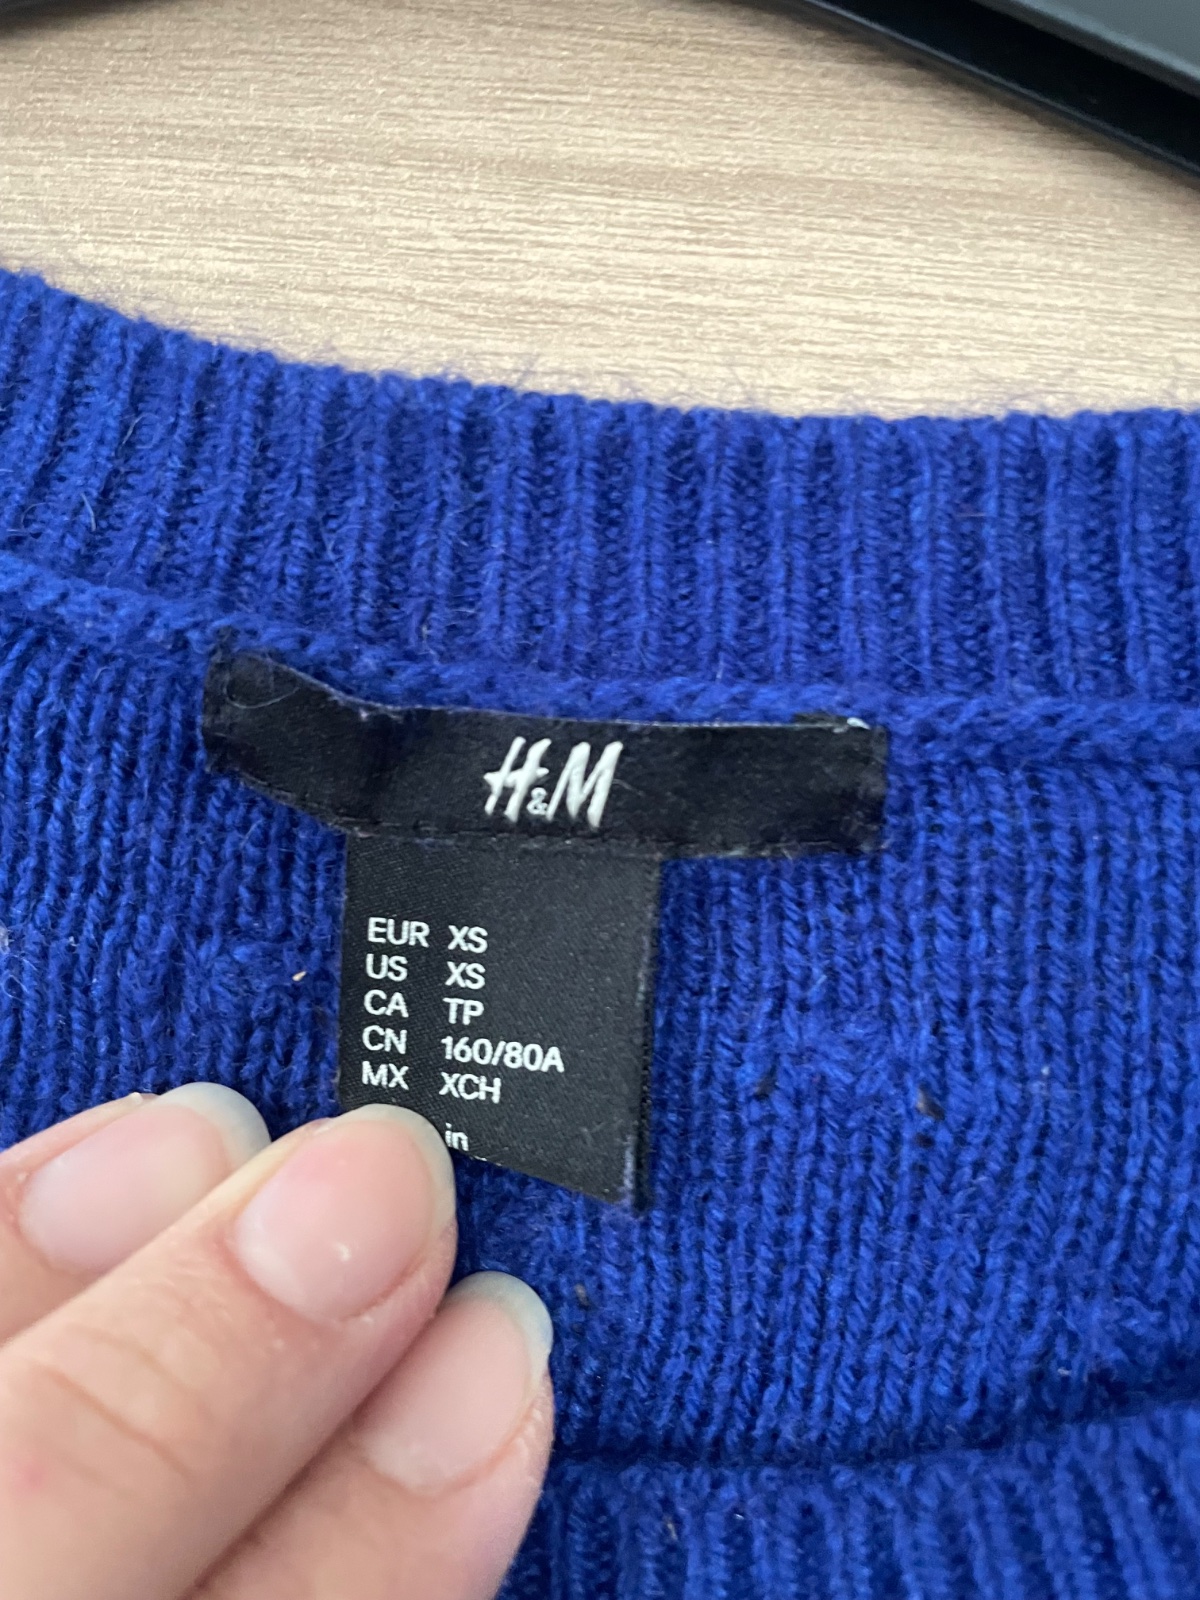 H&M
EUR XS
US XS
CA TP
CN 160/80A
MX XCH
in